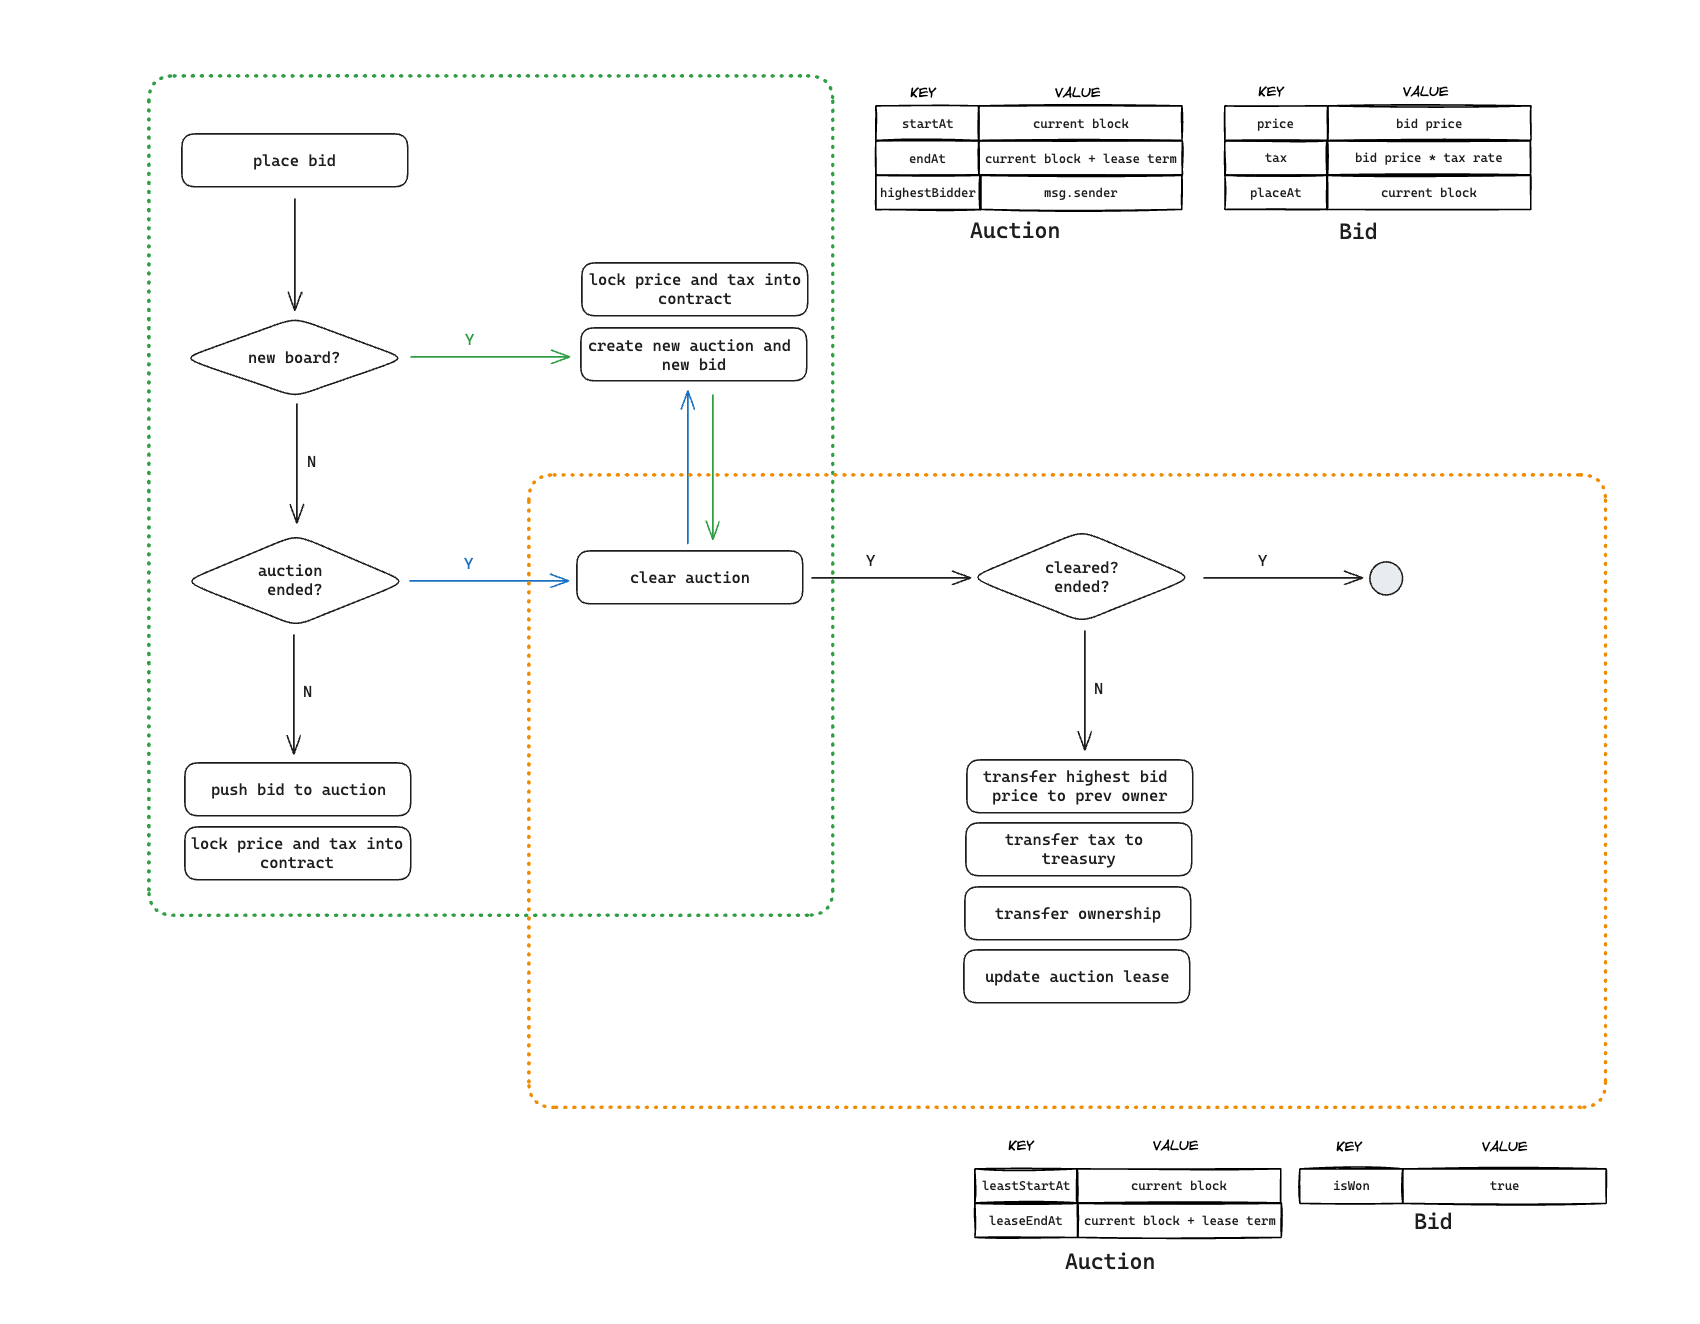 KEY VALUE
startAt current block
endAt current block + lease term
highestBidder msg.sender
Auction
KEY VALUE
price bid price
tax bid price * tax rate
placeAt current block
Bid
place bid
new board?
Y
lock price and tax into
contract
create new auction and
new bid
N
auction
ended?
Y
clear auction
Y
cleared?
ended?
Y
N
push bid to auction
lock price and tax into
contract
N
transfer highest bid
price to prev owner
transfer tax to
treasury
transfer ownership
update auction lease
KEY VALUE
leastStartAt current block
leaseEndAt current block + lease term
Auction
KEY VALUE
isWon true
Bid